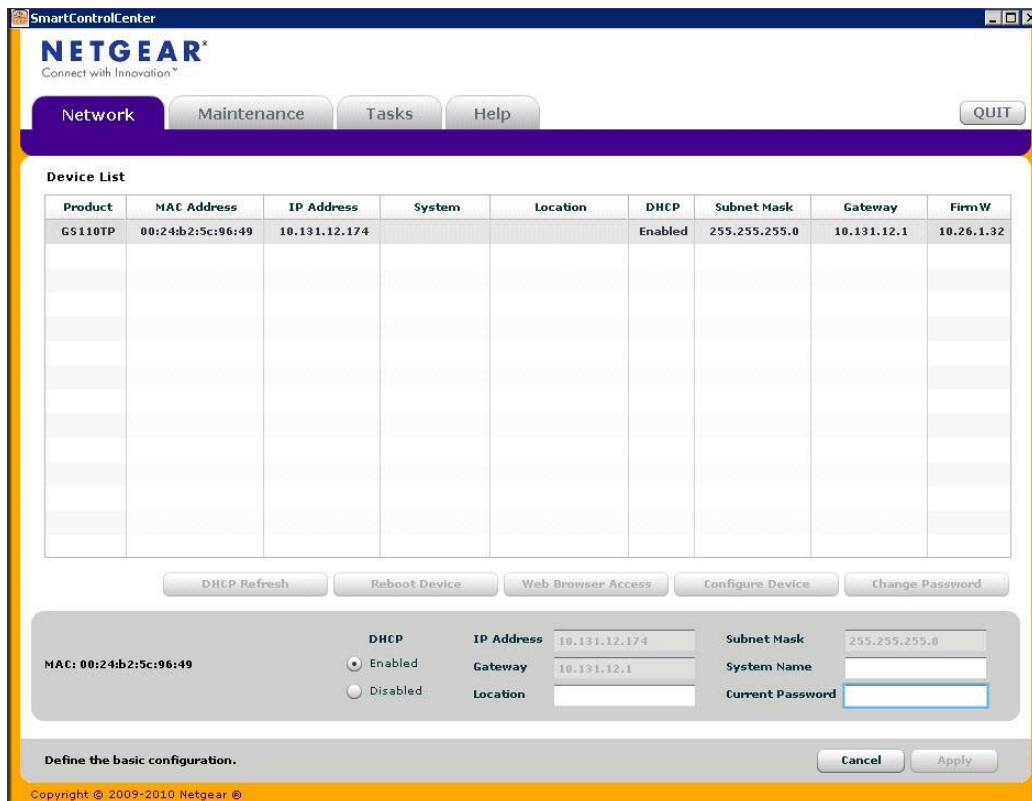 SmartControlCenter
NETGEAR®
Connect with Innovation™
Network Maintenance Tasks Help QUIT
Device List
Product MAC Address IP Address System Location DHCP Subnet Mask Gateway FirmW
GS110TP 00:24:b2:5c:96:49 10.131.12.174 Enabled 255.255.255.0 10.131.12.1 10.26.1.32
DHCP Refresh Reboot Device Web Browser Access Configure Device Change Password
DHCP IP Address 10.131.12.174 Subnet Mask 255.255.255.0
MAC: 00:24:b2:5c:96:49 Enabled Gateway 10.131.12.1 System Name
Disabled Location Current Password
Define the basic configuration. Cancel Apply
Copyright © 2009-2010 Netgear ®